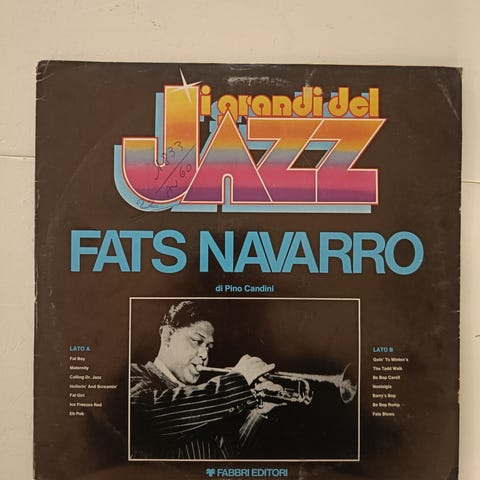 i grandi del
JAZZ
FATS NAVARRO
di Pino Candini
LATO A
Fat Boy
Maternity
Calling Dr. Jazz
Hollerin' And Screamin'
Fat Girl
Ice Freezes Red
Eb Pob
LATO B
Goin' To Minton's
The Tadd Walk
Be Bop Caroll
Nostalgia
Barry's Bop
Be Bop Romp
Fats Blows
FABBRI EDITORI